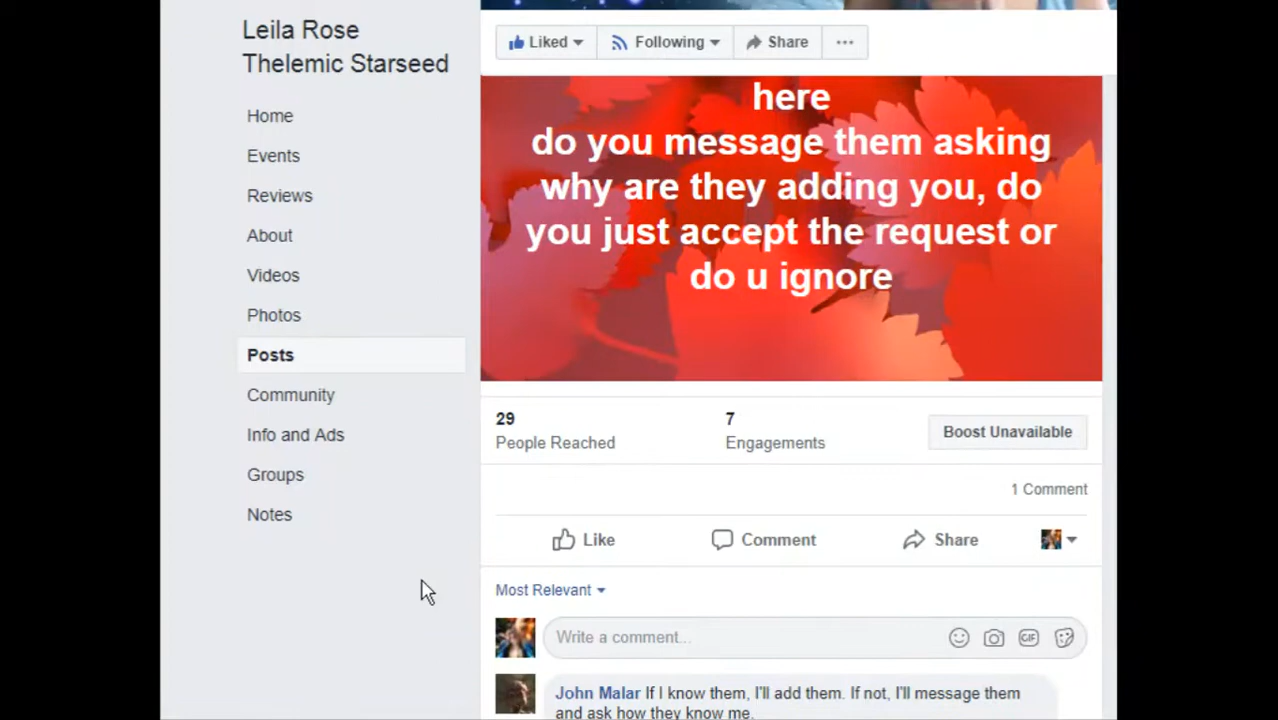 Leila Rose
Thelemic Starseed
Home
Events
Reviews
About
Videos
Photos
Posts
Community
Info and Ads
Groups
Notes
Liked
Following
Share
here
do you message them asking
why are they adding you, do
you just accept the request or
do u ignore
29
People Reached
7
Engagements
Boost Unavailable
1 Comment
Like
Comment
Share
Most Relevant
Write a comment...
GIF
John Malar If I know them, I'll add them. If not, I'll message them
and ask how they know me.